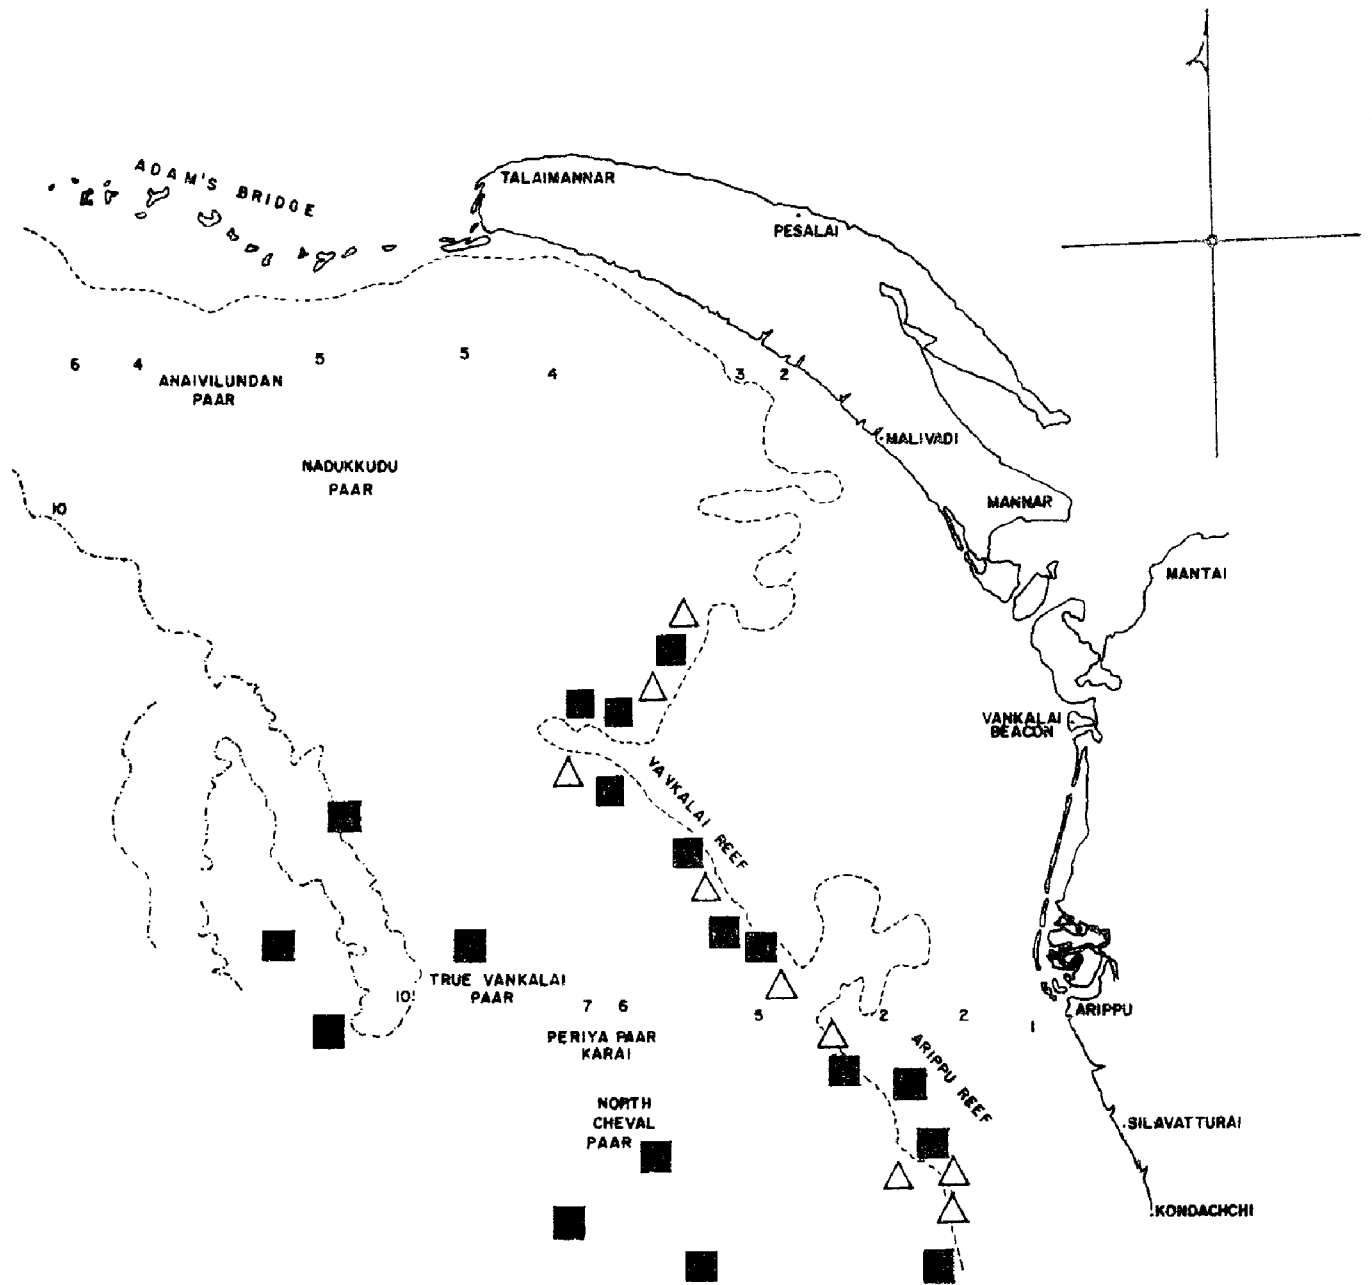 ADAM'S BRIDGE
TALAIMANNAR
PESALAI
6 4 5 5 4 3 2
ANAIVILUNDAN
PAAR
MALIVADI
NADUKKUDU
PAAR
MANNAR
10
MANTAI
VANKALAI
BEACON
VAVKALAI REEF
TRUE VANKALAI
PAAR
10
7 6 5 2 2 1
ARIPPU
PERIYA PAAR
KARAI
ARIPPU REEF
NORTH
CHEVAL
PAAR
SILAVATTURAI
KONDACHCHI